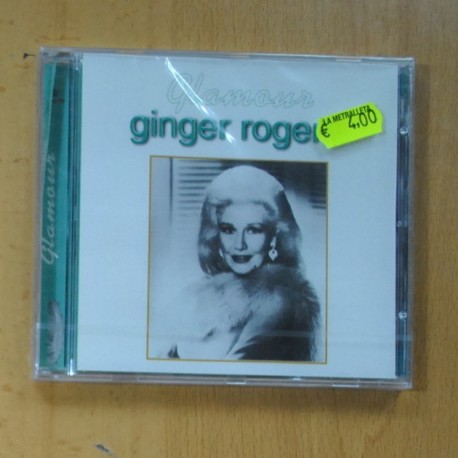 Glamour
ginger roger
LA METRALLETA
€ 4,00
Glamour